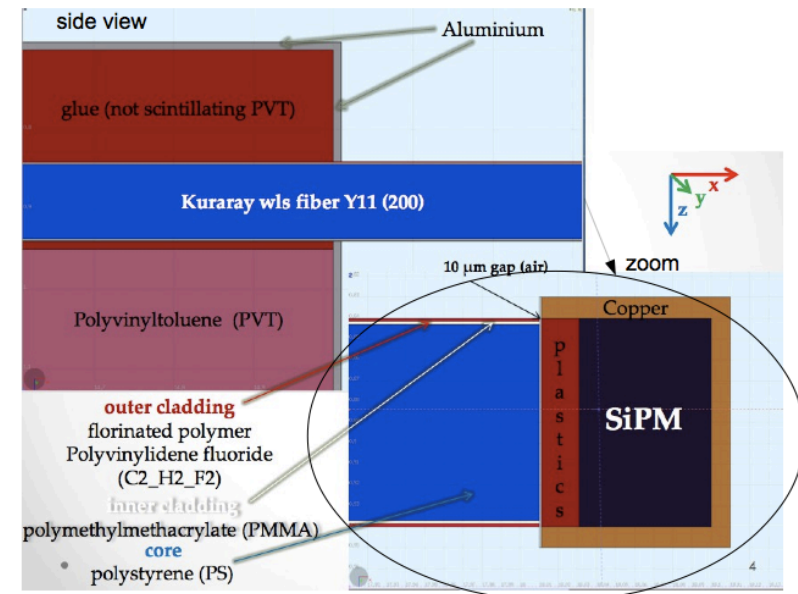 side view
Aluminium
glue (not scintillating PVT)
Kuraray wls fiber Y11 (200)
x
y
z
10 μm gap (air)
zoom
Polyvinyltoluene (PVT)
Copper
plastics
SiPM
outer cladding
florinated polymer
Polyvinylidene fluoride
(C2_H2_F2)
inner cladding
polymethylmethacrylate (PMMA)
core
polystyrene (PS)
4